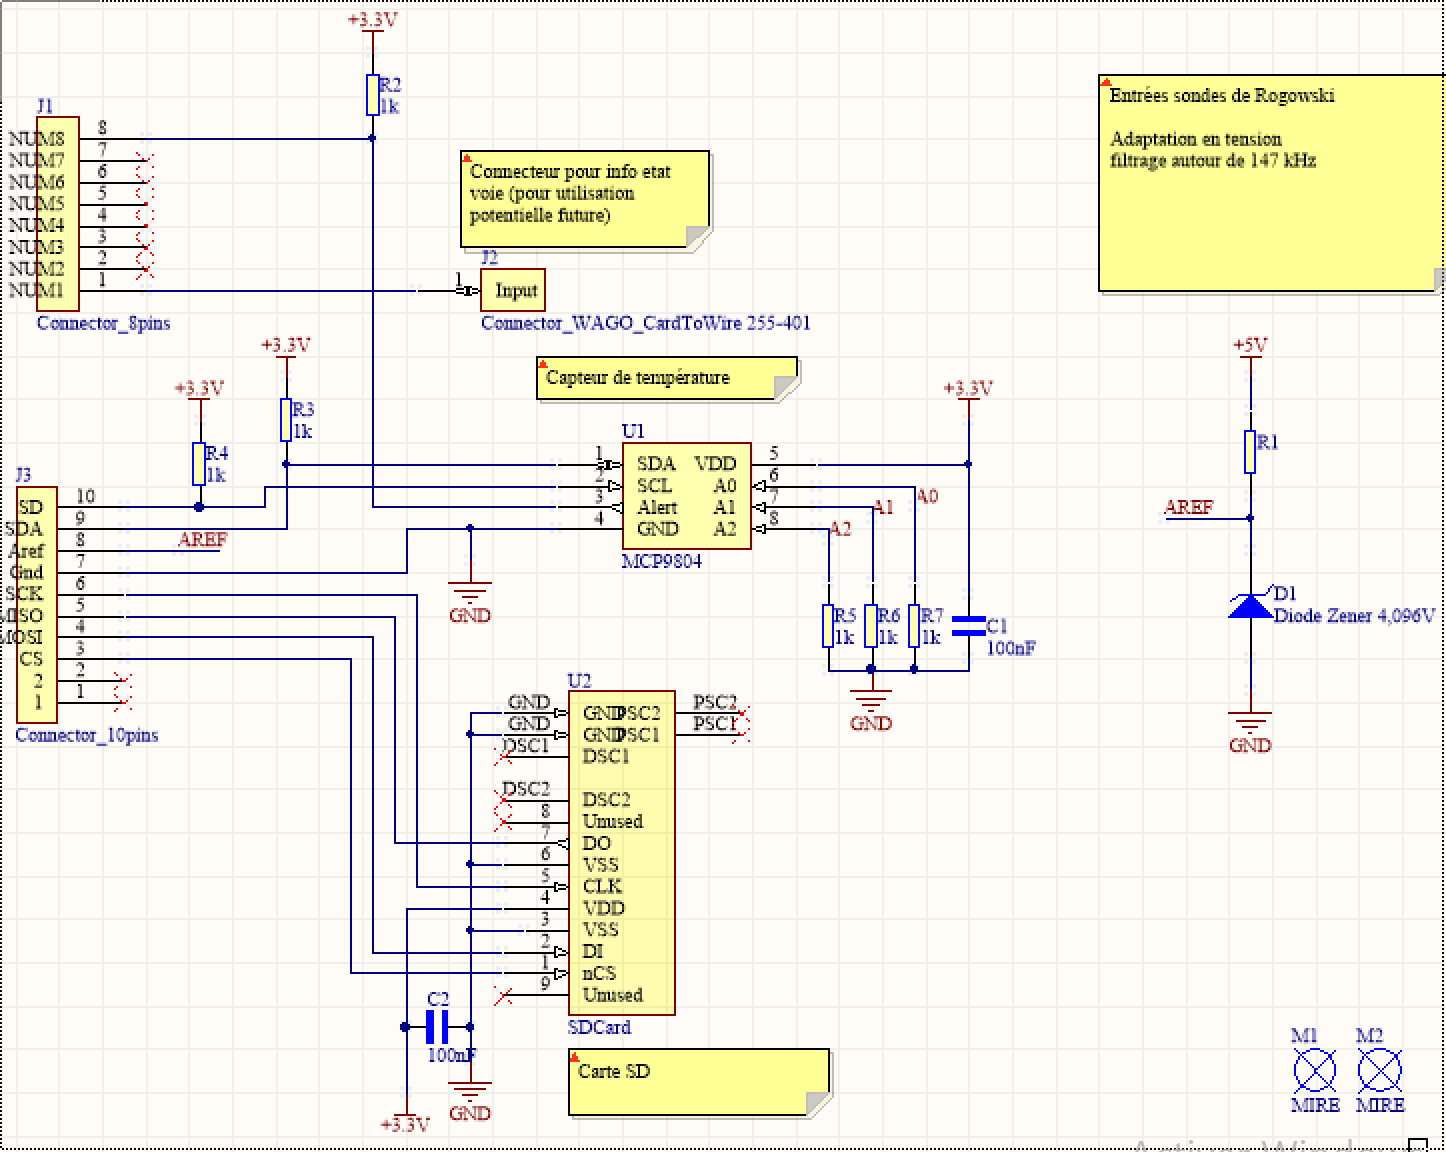 +3.3V
R2
1k
J1
NUM8 8
NUM7 7
NUM6 6
NUM5 5
NUM4 4
NUM3 3
NUM2 2
NUM1 1
Connector_8pins
Connecteur pour info etat
voie (pour utilisation
potentielle future)
J2
1 Input
Connector_WAGO_CardToWire 255-401
Entrées sondes de Rogowski
Adaptation en tension
filtrage autour de 147 kHz
+3.3V
R3
1k
+3.3V
R4
1k
Capteur de température
U1
1 SDA VDD 5
2 SCL A0 6
3 Alert A1 7
4 GND A2 8
MCP9804
A0
A1
A2
+3.3V
R5
1k
R6
1k
R7
1k
C1
100nF
GND
+5V
R1
AREF
D1
Diode Zener 4,096V
GND
J3
SD 10
SDA 9
Aref 8
Gnd 7
SCK 6
MISO 5
MOSI 4
CS 3
2 2
1 1
Connector_10pins
AREF
GND
U2
GND GND PSC2 PSC2
GND GND PSC1 PSC1
DSC1 DSC1
DSC2 DSC2
8 Unused
7 DO
6 VSS
5 CLK
4 VDD
3 VSS
2 DI
1 nCS
9 Unused
SDCard
C2
100nF
+3.3V
GND
Carte SD
M1
MIRE
M2
MIRE